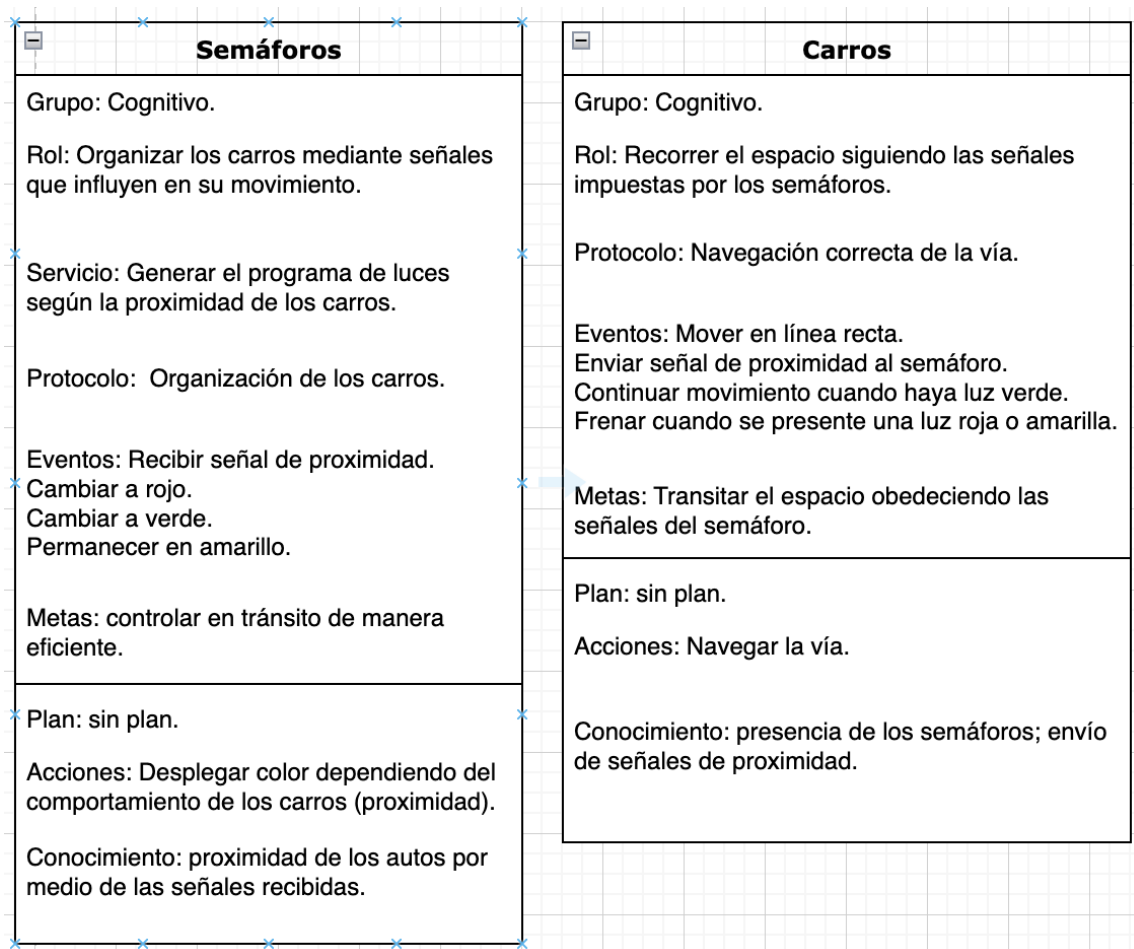 Semáforos
Grupo: Cognitivo.
Rol: Organizar los carros mediante señales
que influyen en su movimiento.
Servicio: Generar el programa de luces
según la proximidad de los carros.
Protocolo:  Organización de los carros.
Eventos: Recibir señal de proximidad.
Cambiar a rojo.
Cambiar a verde.
Permanecer en amarillo.
Metas: controlar en tránsito de manera
eficiente.
Plan: sin plan.
Acciones: Desplegar color dependiendo del
comportamiento de los carros (proximidad).
Conocimiento: proximidad de los autos por
medio de las señales recibidas.
Carros
Grupo: Cognitivo.
Rol: Recorrer el espacio siguiendo las señales
impuestas por los semáforos.
Protocolo: Navegación correcta de la vía.
Eventos: Mover en línea recta.
Enviar señal de proximidad al semáforo.
Continuar movimiento cuando haya luz verde.
Frenar cuando se presente una luz roja o amarilla.
Metas: Transitar el espacio obedeciendo las
señales del semáforo.
Plan: sin plan.
Acciones: Navegar la vía.
Conocimiento: presencia de los semáforos; envío
de señales de proximidad.